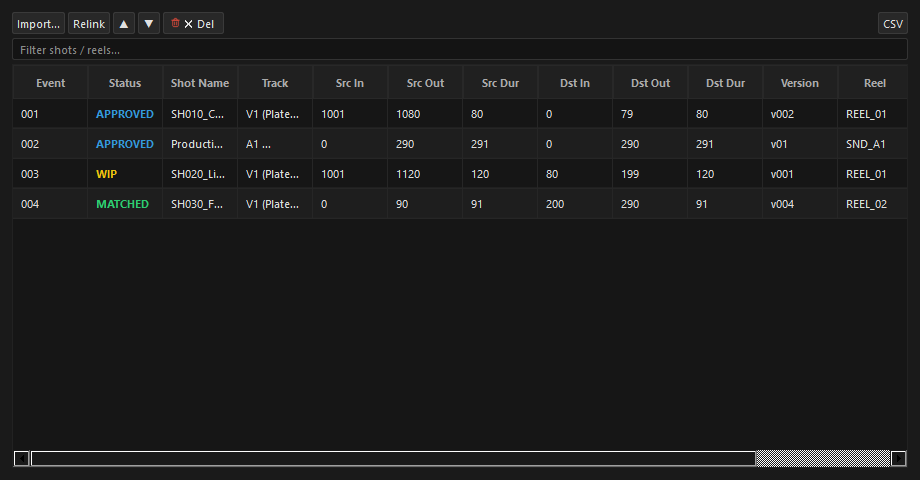 Import... Relink ▲ ▼ ✕ Del CSV
Filter shots / reels...
Event Status Shot Name Track Src In Src Out Src Dur Dst In Dst Out Dst Dur Version Reel
001 APPROVED SH010_C... V1 (Plate... 1001 1080 80 0 79 80 v002 REEL_01
002 APPROVED Producti... A1 ... 0 290 291 0 290 291 v01 SND_A1
003 WIP SH020_Li... V1 (Plate... 1001 1120 120 80 199 120 v001 REEL_01
004 MATCHED SH030_F... V1 (Plate... 0 90 91 200 290 91 v004 REEL_02